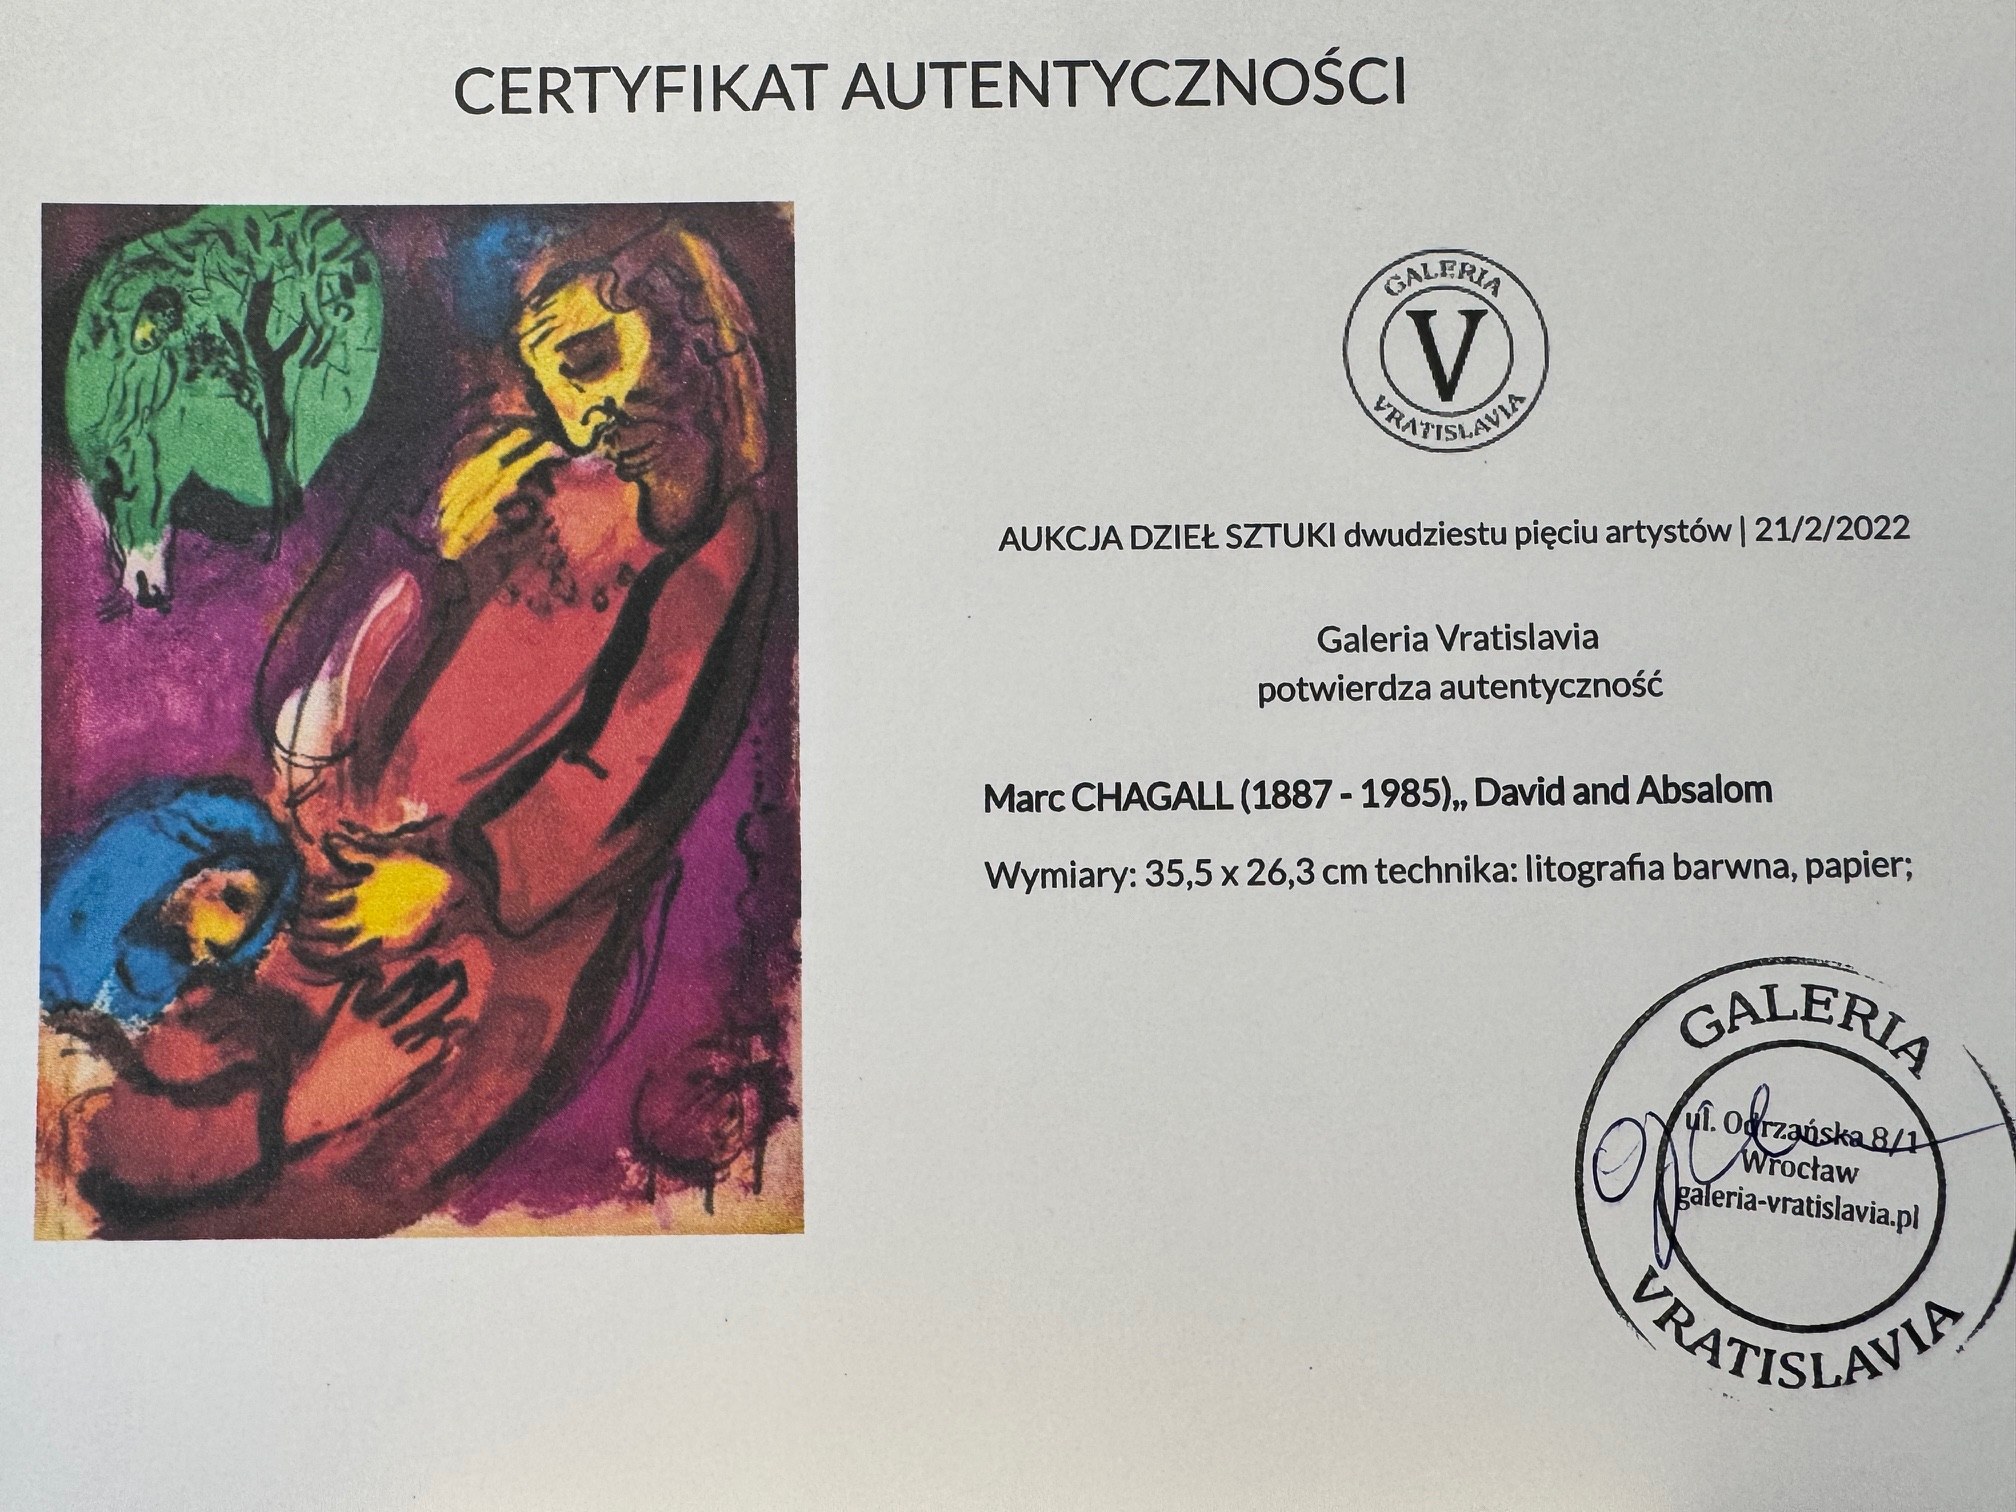 CERTYFIKAT AUTENTYCZNOŚCI
GALERIA
V
VRATISLAVIA
AUKCJA DZIEŁ SZTUKI dwudziestu pięciu artystów | 21/2/2022
Galeria Vratislavia
potwierdza autentyczność
Marc CHAGALL (1887 - 1985),, David and Absalom
Wymiary: 35,5 x 26,3 cm technika: litografia barwna, papier;
GALERIA
ul. Odrzańska 8/1
Wrocław
galeria-vratislavia.pl
VRATISLAVIA